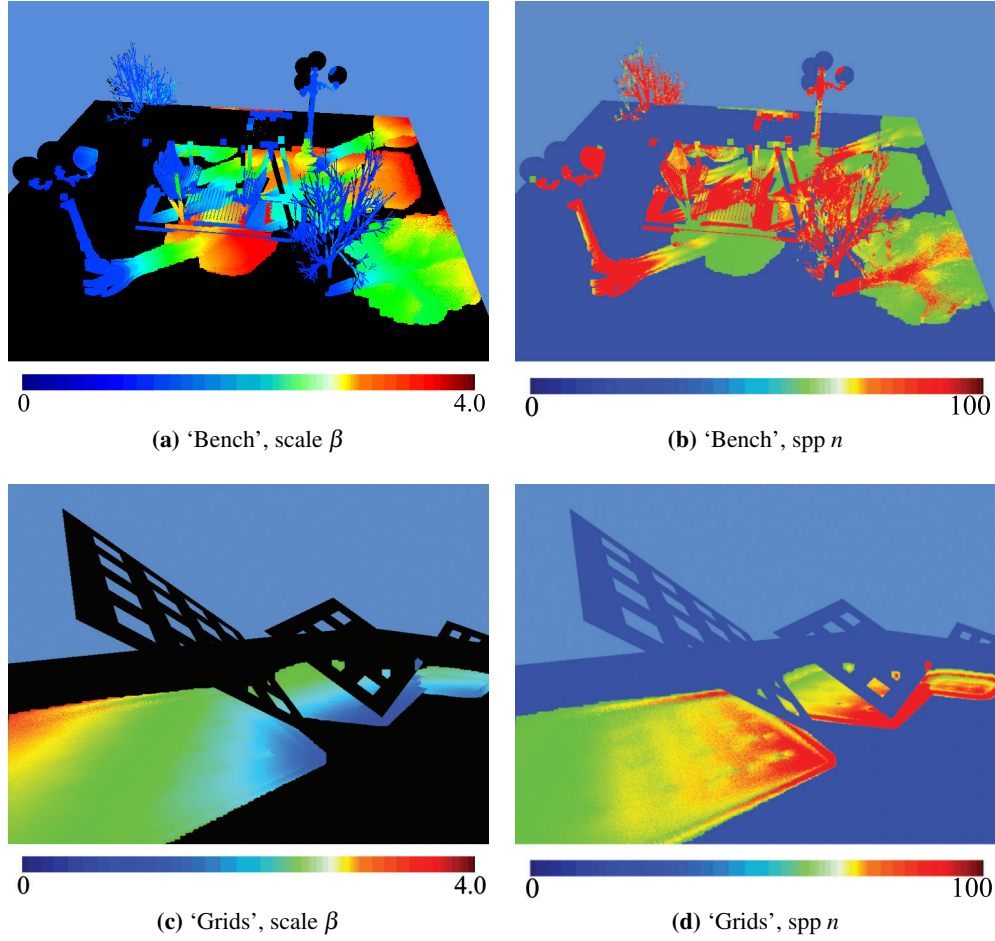 0 4.0
0 100
(a) ‘Bench’, scale β
(b) ‘Bench’, spp n
0 4.0
0 100
(c) ‘Grids’, scale β
(d) ‘Grids’, spp n